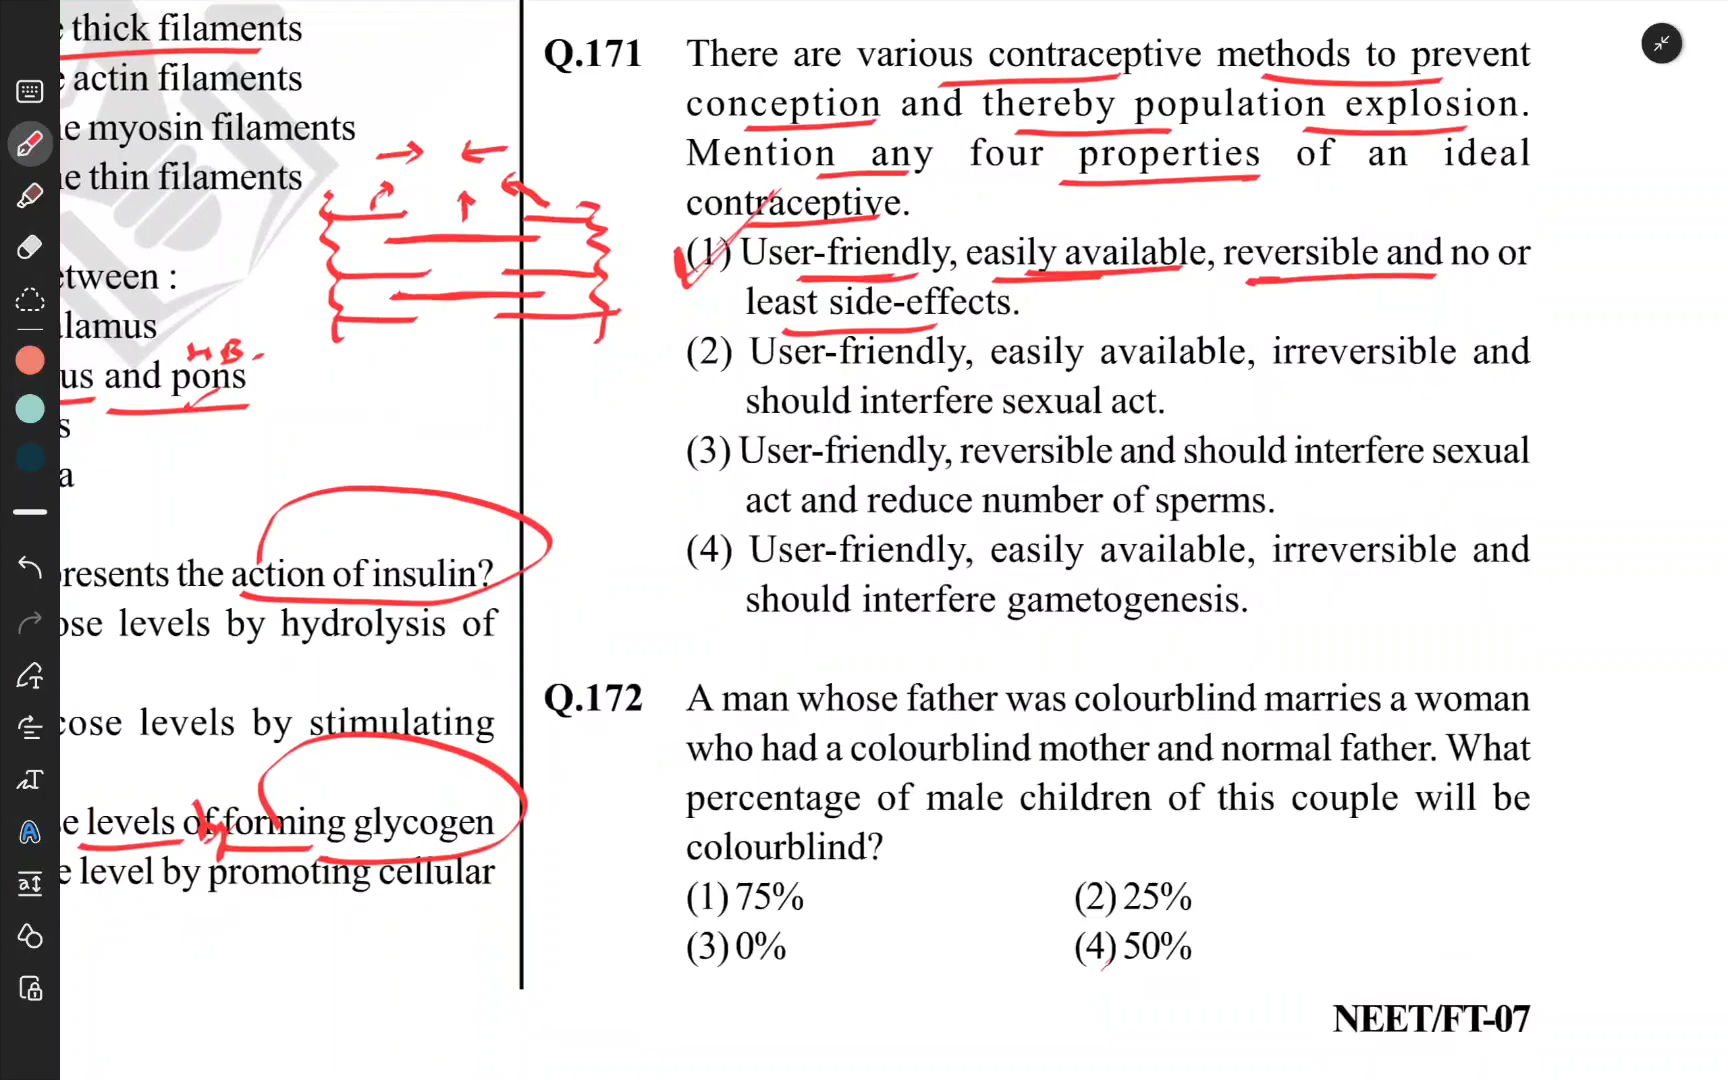 thick filaments
actin filaments
e myosin filaments
e thin filaments
etween :
alamus
H B.
us and pons
s
a
presents the action of insulin?
ose levels by hydrolysis of
cose levels by stimulating
e levels of forming glycogen
by
e level by promoting cellular
Q.171 There are various contraceptive methods to prevent
conception and thereby population explosion.
Mention any four properties of an ideal
contraceptive.
(1) User-friendly, easily available, reversible and no or
least side-effects.
(2) User-friendly, easily available, irreversible and
should interfere sexual act.
(3) User-friendly, reversible and should interfere sexual
act and reduce number of sperms.
(4) User-friendly, easily available, irreversible and
should interfere gametogenesis.
Q.172 A man whose father was colourblind marries a woman
who had a colourblind mother and normal father. What
percentage of male children of this couple will be
colourblind?
(1) 75% (2) 25%
(3) 0% (4) 50%
NEET/FT-07